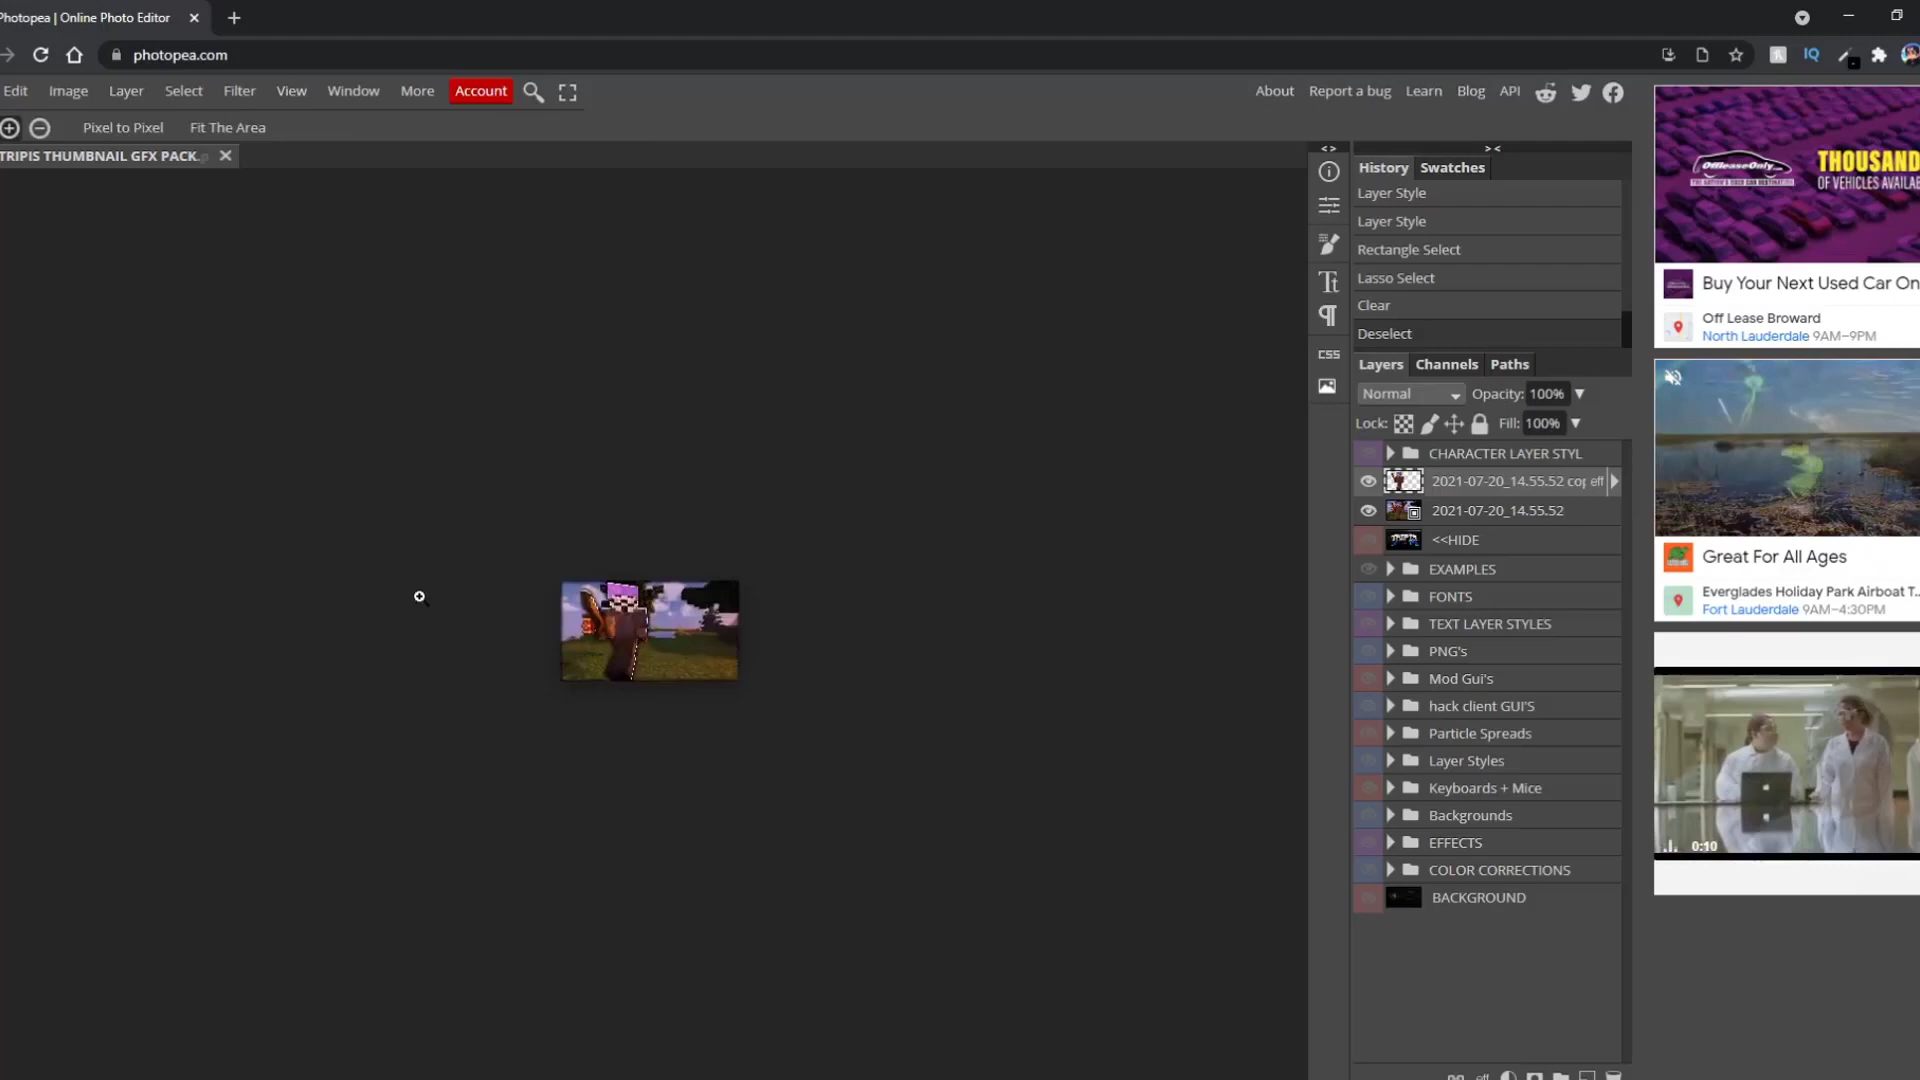 Photopea | Online Photo Editor
photopea.com
IQ
Edit Image Layer Select Filter View Window More Account
About Report a bug Learn Blog API
Pixel to Pixel Fit The Area
TRIPIS THUMBNAIL GFX PACK.
History Swatches
Layer Style
Layer Style
Rectangle Select
Lasso Select
Clear
Deselect
CSS
Layers Channels Paths
Normal Opacity: 100%
Lock: Fill: 100%
CHARACTER LAYER STYL
2021-07-20_14.55.52 cop eff
2021-07-20_14.55.52
<<HIDE
EXAMPLES
FONTS
TEXT LAYER STYLES
PNG's
Mod Gui's
hack client GUI'S
Particle Spreads
Layer Styles
Keyboards + Mice
Backgrounds
EFFECTS
COLOR CORRECTIONS
BACKGROUND
OffLeaseOnly.com
THOUSAND
OF VEHICLES AVAILA
Buy Your Next Used Car On
Off Lease Broward
North Lauderdale 9AM–9PM
Great For All Ages
Everglades Holiday Park Airboat T...
Fort Lauderdale 9AM–4:30PM
0:10